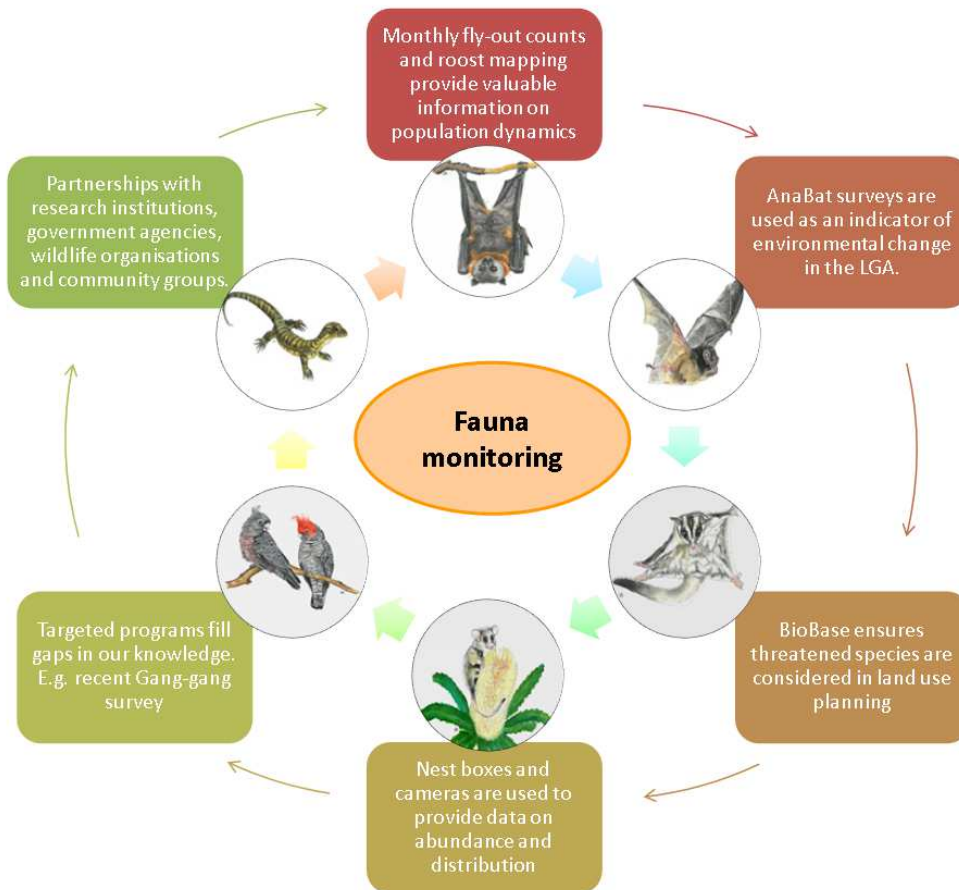 Monthly fly-out counts
and roost mapping
provide valuable
information on
population dynamics
AnaBat surveys are
used as an indicator of
environmental change
in the LGA.
BioBase ensures
threatened species are
considered in land use
planning
Nest boxes and
cameras are used to
provide data on
abundance and
distribution
Targeted programs fill
gaps in our knowledge.
E.g. recent Gang-gang
survey
Partnerships with
research institutions,
government agencies,
wildlife organisations
and community groups.
Fauna
monitoring